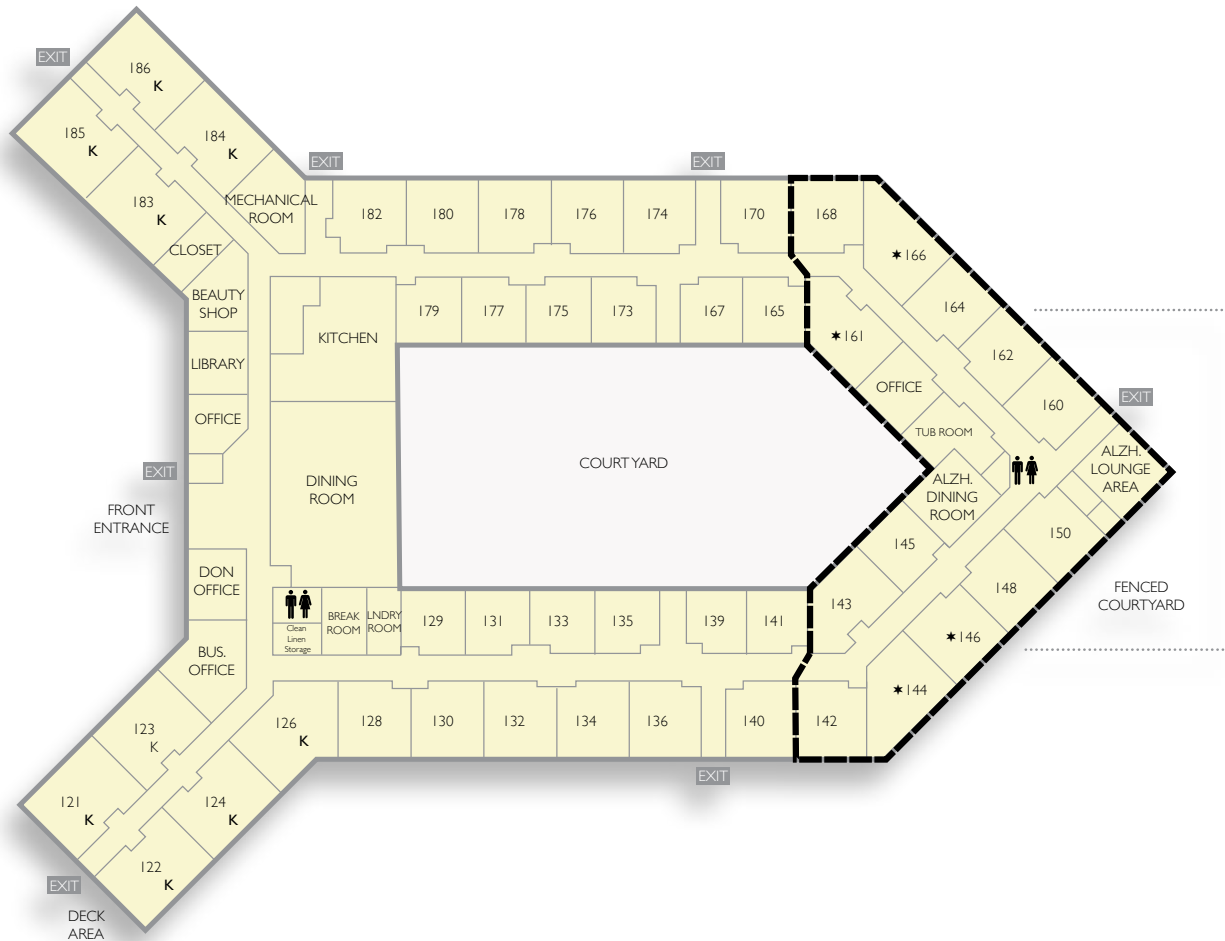 186
K
EXIT
185
K
184
K
183
K
MECHANICAL
ROOM
CLOSET
BEAUTY
SHOP
LIBRARY
OFFICE
EXIT
FRONT
ENTRANCE
DON
OFFICE
BUS.
OFFICE
EXIT
182
180
178
176
174
EXIT
170
168
179
177
175
173
167
165
KITCHEN
DINING
ROOM
COURTYARD
✶166
164
162
160
✶161
OFFICE
TUB ROOM
ALZH.
DINING
ROOM
EXIT
ALZH.
LOUNGE
AREA
150
148
✶146
✶144
145
143
142
FENCED
COURTYARD
Clean
Linen
Storage
BREAK
ROOM
LNDRY
ROOM
129
131
133
135
139
141
126
K
128
130
132
134
136
140
EXIT
123
K
121
K
124
K
122
K
EXIT
DECK
AREA